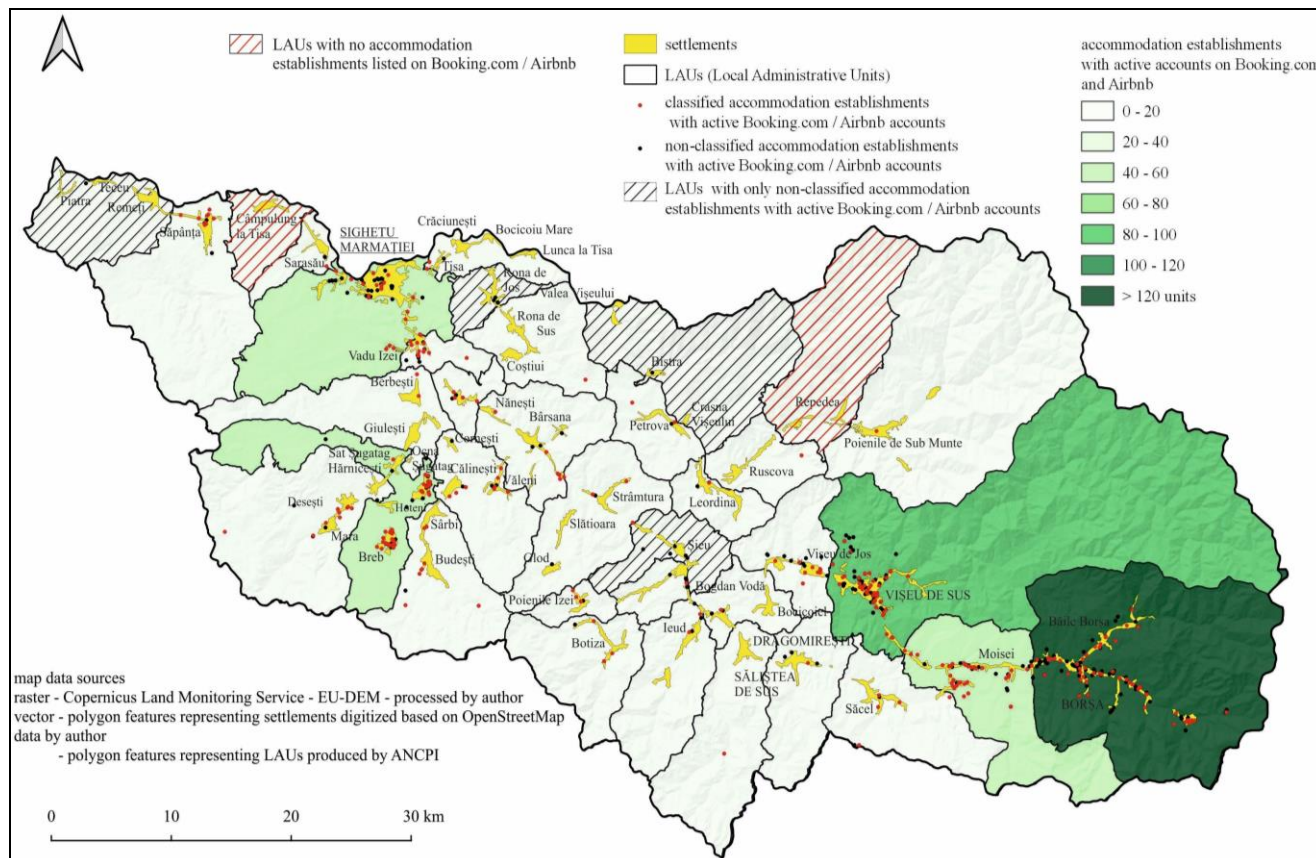 LAUs with no accommodation
establishments listed on Booking.com / Airbnb
settlements
LAUs (Local Administrative Units)
classified accommodation establishments
with active Booking.com / Airbnb accounts
non-classified accommodation establishments
with active Booking.com / Airbnb accounts
LAUs with only non-classified accommodation
establishments with active Booking.com / Airbnb accounts
accommodation establishments
with active accounts on Booking.com
and Airbnb
0 - 20
20 - 40
40 - 60
60 - 80
80 - 100
100 - 120
> 120 units
Teceu
Piatra
Remeți
Săpânța
Câmpulung
la Tisa
SIGHETU
MARMAȚIEI
Sarasău
Crăciunești
Bocicoiu Mare
Lunca la Tisa
Tisa
Rona de
Jos
Valea Vișeului
Rona de
Sus
Coștiui
Vadu Izei
Berbești
Nănești
Bârsana
Giulești
Cornești
Sat Șugatag
Ocna
Șugatag
Hărnicești
Călinești
Văleni
Desești
Hoteni
Mara
Sârbi
Breb
Budești
Bistra
Petrova
Crasna
Vișeului
Repedea
Poienile de Sub Munte
Ruscova
Leordina
Strâmtura
Slătioara
Glod
Șieu
Vișeu de Jos
VIȘEU DE SUS
Bogdan Vodă
Poienile Izei
Bocicoiel
Botiza
Ieud
DRAGOMIREȘTI
SĂLIȘTEA
DE SUS
Săcel
Moisei
Băile Borșa
BORȘA
map data sources
raster - Copernicus Land Monitoring Service - EU-DEM - processed by author
vector - polygon features representing settlements digitized based on OpenStreetMap
data by author
- polygon features representing LAUs produced by ANCPI
0 10 20 30 km